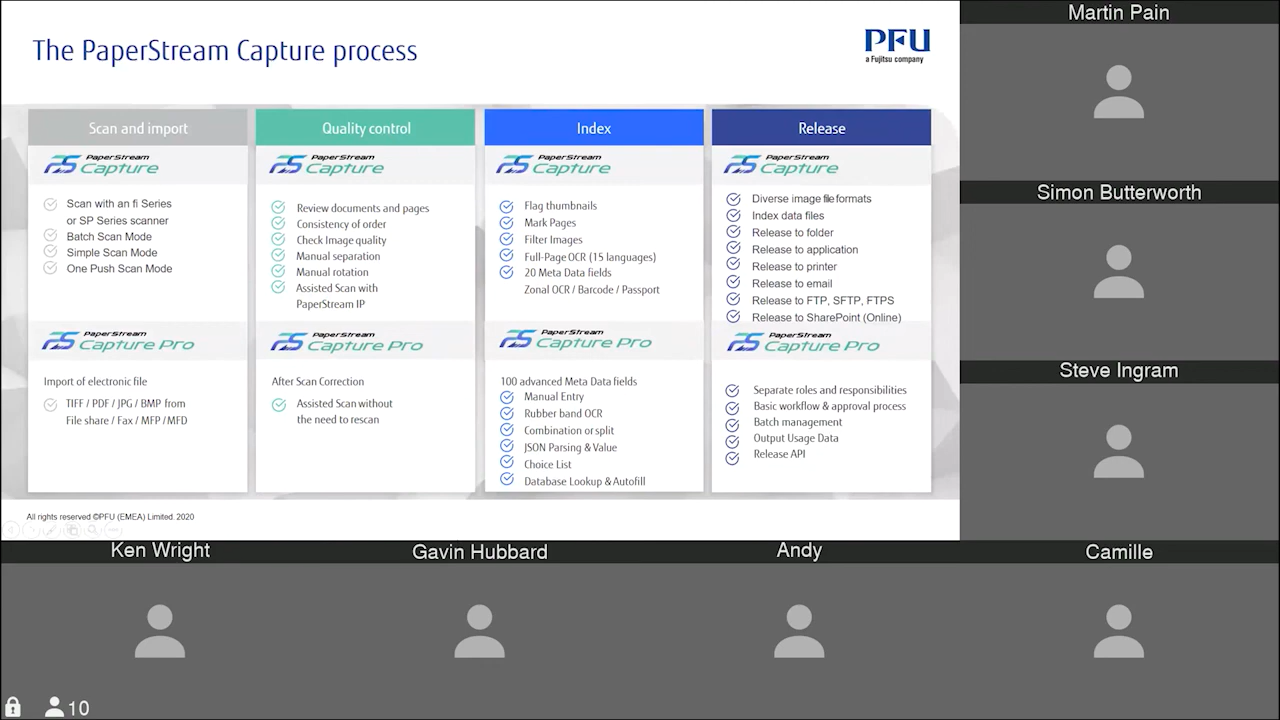 The PaperStream Capture process
PFU
a Fujitsu company
Scan and import
PaperStream
Capture
Scan with an fi Series
or SP Series scanner
Batch Scan Mode
Simple Scan Mode
One Push Scan Mode
PaperStream
Capture Pro
Import of electronic file
TIFF / PDF / JPG / BMP from
File share / Fax / MFP / MFD
Quality control
PaperStream
Capture
Review documents and pages
Consistency of order
Check Image quality
Manual separation
Manual rotation
Assisted Scan with
PaperStream IP
PaperStream
Capture Pro
After Scan Correction
Assisted Scan without
the need to rescan
Index
PaperStream
Capture
Flag thumbnails
Mark Pages
Filter Images
Full-Page OCR (15 languages)
20 Meta Data fields
Zonal OCR / Barcode / Passport
PaperStream
Capture Pro
100 advanced Meta Data fields
Manual Entry
Rubber band OCR
Combination or split
JSON Parsing & Value
Choice List
Database Lookup & Autofill
Release
PaperStream
Capture
Diverse image file formats
Index data files
Release to folder
Release to application
Release to printer
Release to email
Release to FTP, SFTP, FTPS
Release to SharePoint (Online)
PaperStream
Capture Pro
Separate roles and responsibilities
Basic workflow & approval process
Batch management
Output Usage Data
Release API
All rights reserved ©PFU (EMEA) Limited. 2020
Martin Pain
Simon Butterworth
Steve Ingram
Ken Wright
Gavin Hubbard
Andy
Camille
10